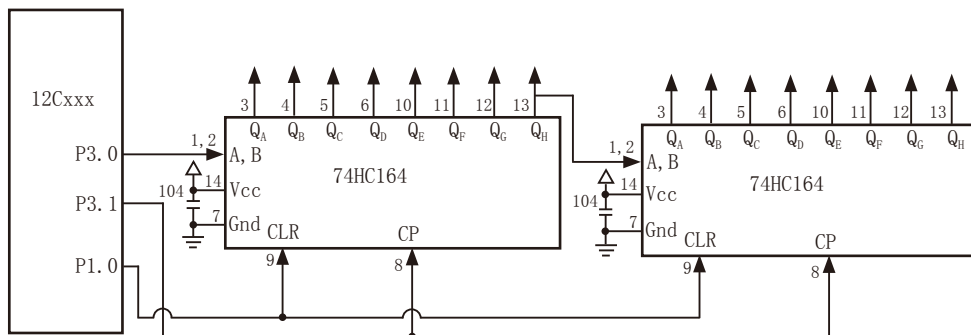 12Cxxx
P3.0
P3.1
P1.0
3 4 5 6 10 11 12 13
QA QB QC QD QE QF QG QH
1,2
A,B
74HC164
14
Vcc
104
7
Gnd
CLR
CP
9
8
3 4 5 6 10 11 12 13
QA QB QC QD QE QF QG QH
1,2
A,B
74HC164
14
Vcc
104
7
Gnd
CLR
CP
9
8